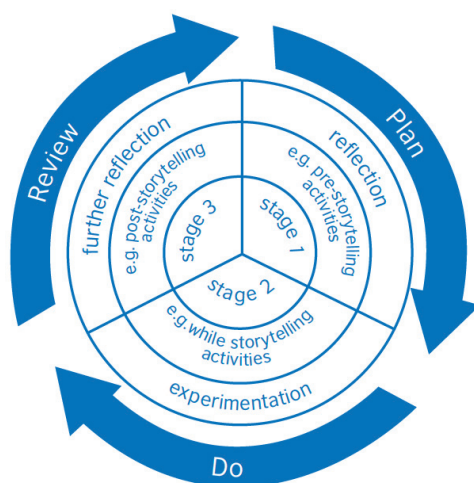 Plan
reflection
e.g. pre-storytelling
activities
stage 1
Do
experimentation
e.g.while storytelling
activities
stage 2
Review
further reflection
e.g. post-storytelling
activities
stage 3